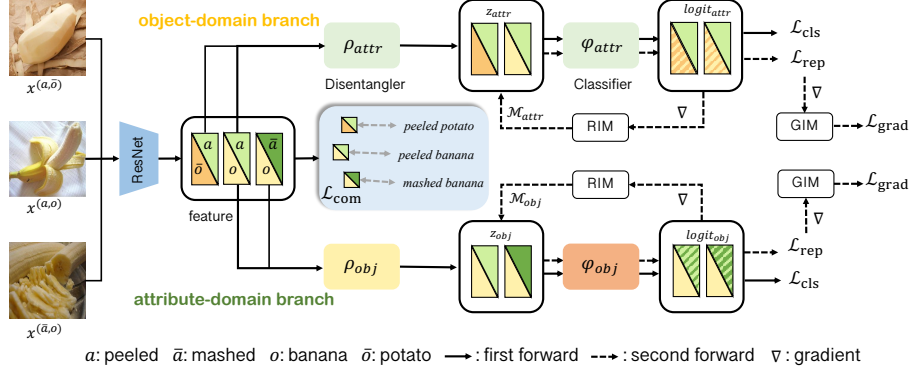 object-domain branch
x^(a,ō)
x^(a,o)
x^(ā,o)
ResNet
a a ā
ō o o
feature
ρ_attr
Disentangler
z_attr
φ_attr
Classifier
logit_attr
ℒ_cls
ℒ_rep
∇
GIM
ℒ_grad
ℳ_attr
RIM
∇
peeled potato
peeled banana
mashed banana
ℒ_com
ℳ_obj
RIM
∇
GIM
ℒ_grad
∇
ρ_obj
z_obj
φ_obj
logit_obj
ℒ_rep
ℒ_cls
attribute-domain branch
a: peeled ā: mashed o: banana ō: potato : first forward : second forward ∇ : gradient